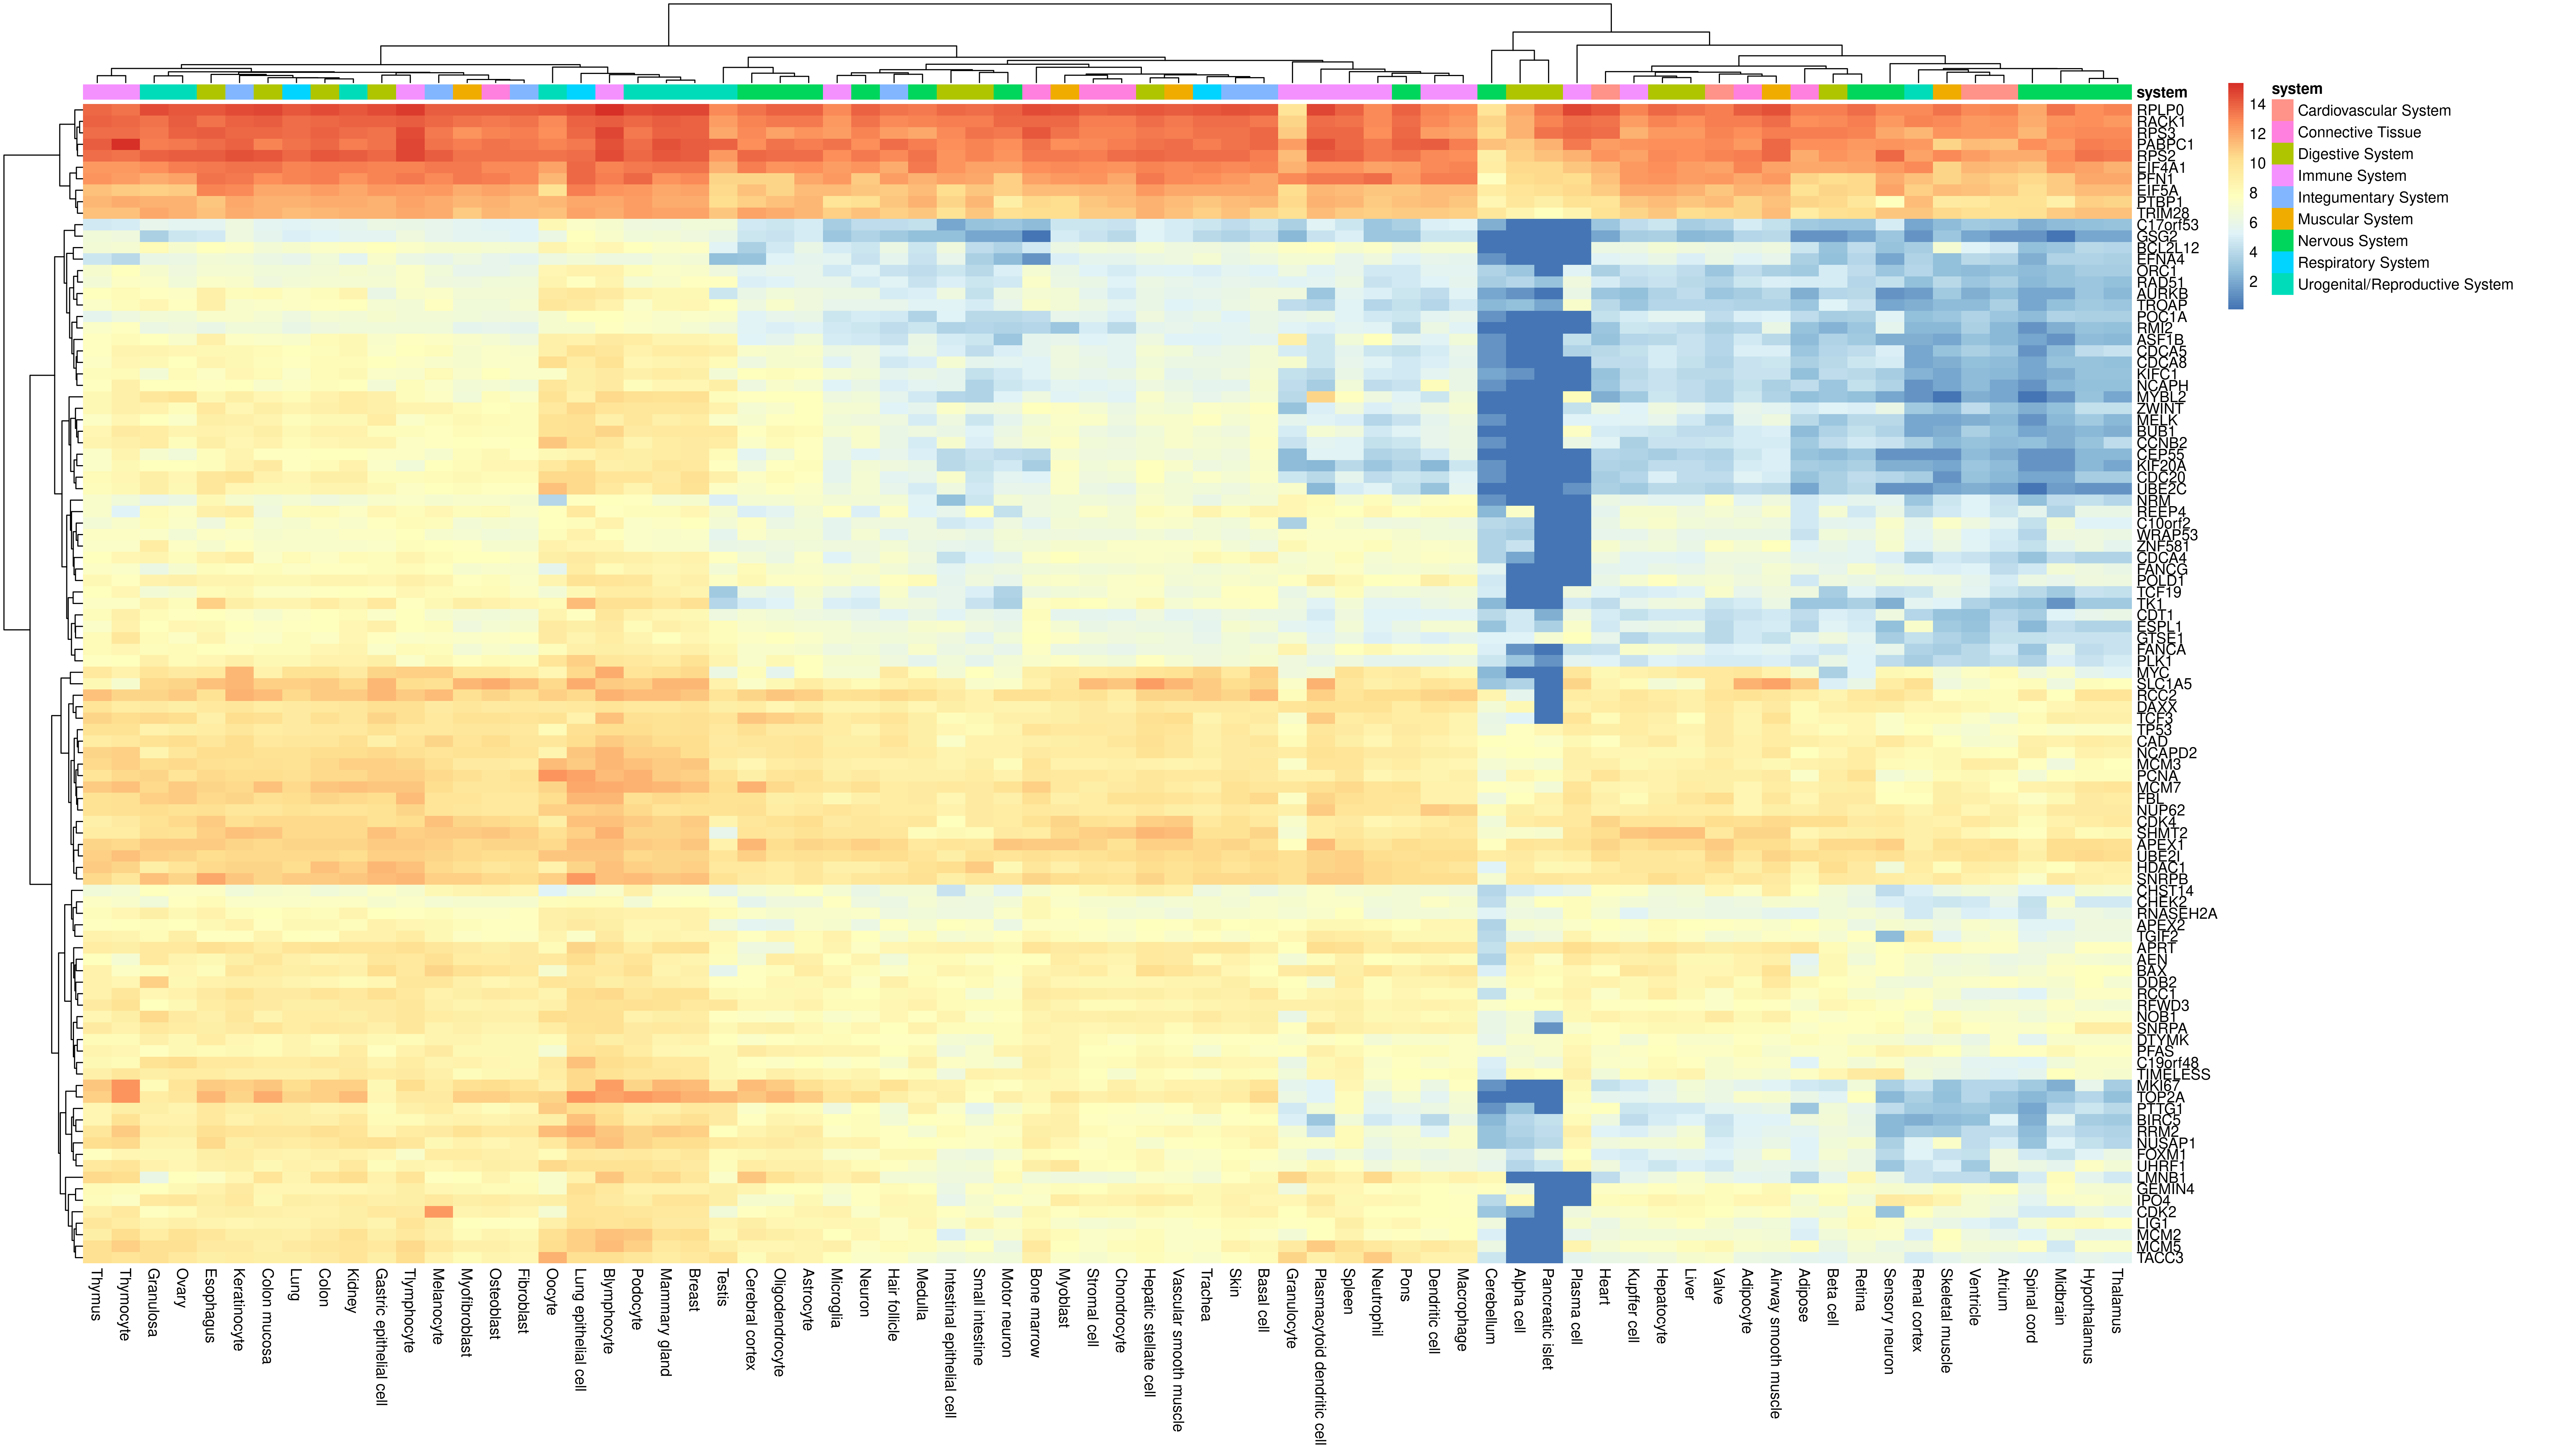 system
RPLP0
RACK1
RPS3
PABPC1
RPS2
EIF4A1
PFN1
EIF5A
PTBP1
TRIM28
C17orf53
GSG2
BCL2L12
EFNA4
ORC1
RAD51
AURKB
TROAP
POC1A
RMI2
ASF1B
CDCA5
CDCA8
KIFC1
NCAPH
MYBL2
ZWINT
MELK
BUB1
CCNB2
CEP55
KIF20A
CDC20
UBE2C
NRM
REEP4
C10orf2
WRAP53
ZNF581
CDCA4
FANCG
POLD1
TCF19
TK1
CDT1
ESPL1
GTSE1
FANCA
PLK1
MYC
SLC1A5
RCC2
DAXX
TCF3
TP53
CAD
NCAPD2
MCM3
PCNA
MCM7
FBL
NUP62
CDK4
SHMT2
APEX1
UBE2I
HDAC1
SNRPB
CHST14
CHEK2
RNASEH2A
APEX2
TGIF2
APRT
AEN
BAX
DDB2
RCC1
RFWD3
NOB1
SNRPA
DTYMK
PFAS
C19orf48
TIMELESS
MKI67
TOP2A
PTTG1
BIRC5
RRM2
NUSAP1
FOXM1
UHRF1
LMNB1
GEMIN4
IPO4
CDK2
LIG1
MCM2
MCM5
TACC3
Thymus
Thymocyte
Granulosa
Ovary
Esophagus
Keratinocyte
Colon mucosa
Lung
Colon
Kidney
Gastric epithelial cell
Tlymphocyte
Melanocyte
Myofibroblast
Osteoblast
Fibroblast
Oocyte
Lung epithelial cell
Blymphocyte
Podocyte
Mammary gland
Breast
Testis
Cerebral cortex
Oligodendrocyte
Astrocyte
Microglia
Neuron
Hair follicle
Medulla
Intestinal epithelial cell
Small intestine
Motor neuron
Bone marrow
Myoblast
Stromal cell
Chondrocyte
Hepatic stellate cell
Vascular smooth muscle
Trachea
Skin
Basal cell
Granulocyte
Plasmacytoid dendritic cell
Spleen
Neutrophil
Pons
Dendritic cell
Macrophage
Cerebellum
Alpha cell
Pancreatic islet
Plasma cell
Heart
Kupffer cell
Hepatocyte
Liver
Valve
Adipocyte
Airway smooth muscle
Adipose
Beta cell
Retina
Sensory neuron
Renal cortex
Skeletal muscle
Ventricle
Atrium
Spinal cord
Midbrain
Hypothalamus
Thalamus
14
12
10
8
6
4
2
system
Cardiovascular System
Connective Tissue
Digestive System
Immune System
Integumentary System
Muscular System
Nervous System
Respiratory System
Urogenital/Reproductive System